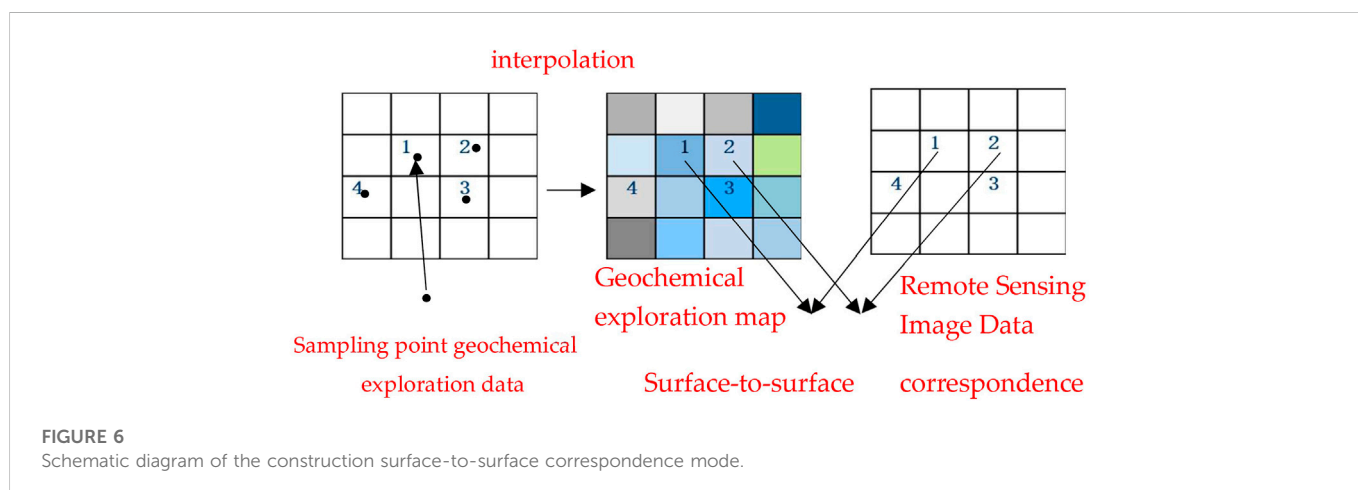 interpolation
1
2
4
3
1
2
4
3
1
2
4
3
Sampling point geochemical
exploration data
Geochemical
exploration map
Remote Sensing
Image Data
Surface-to-surface correspondence
FIGURE 6
Schematic diagram of the construction surface-to-surface correspondence mode.